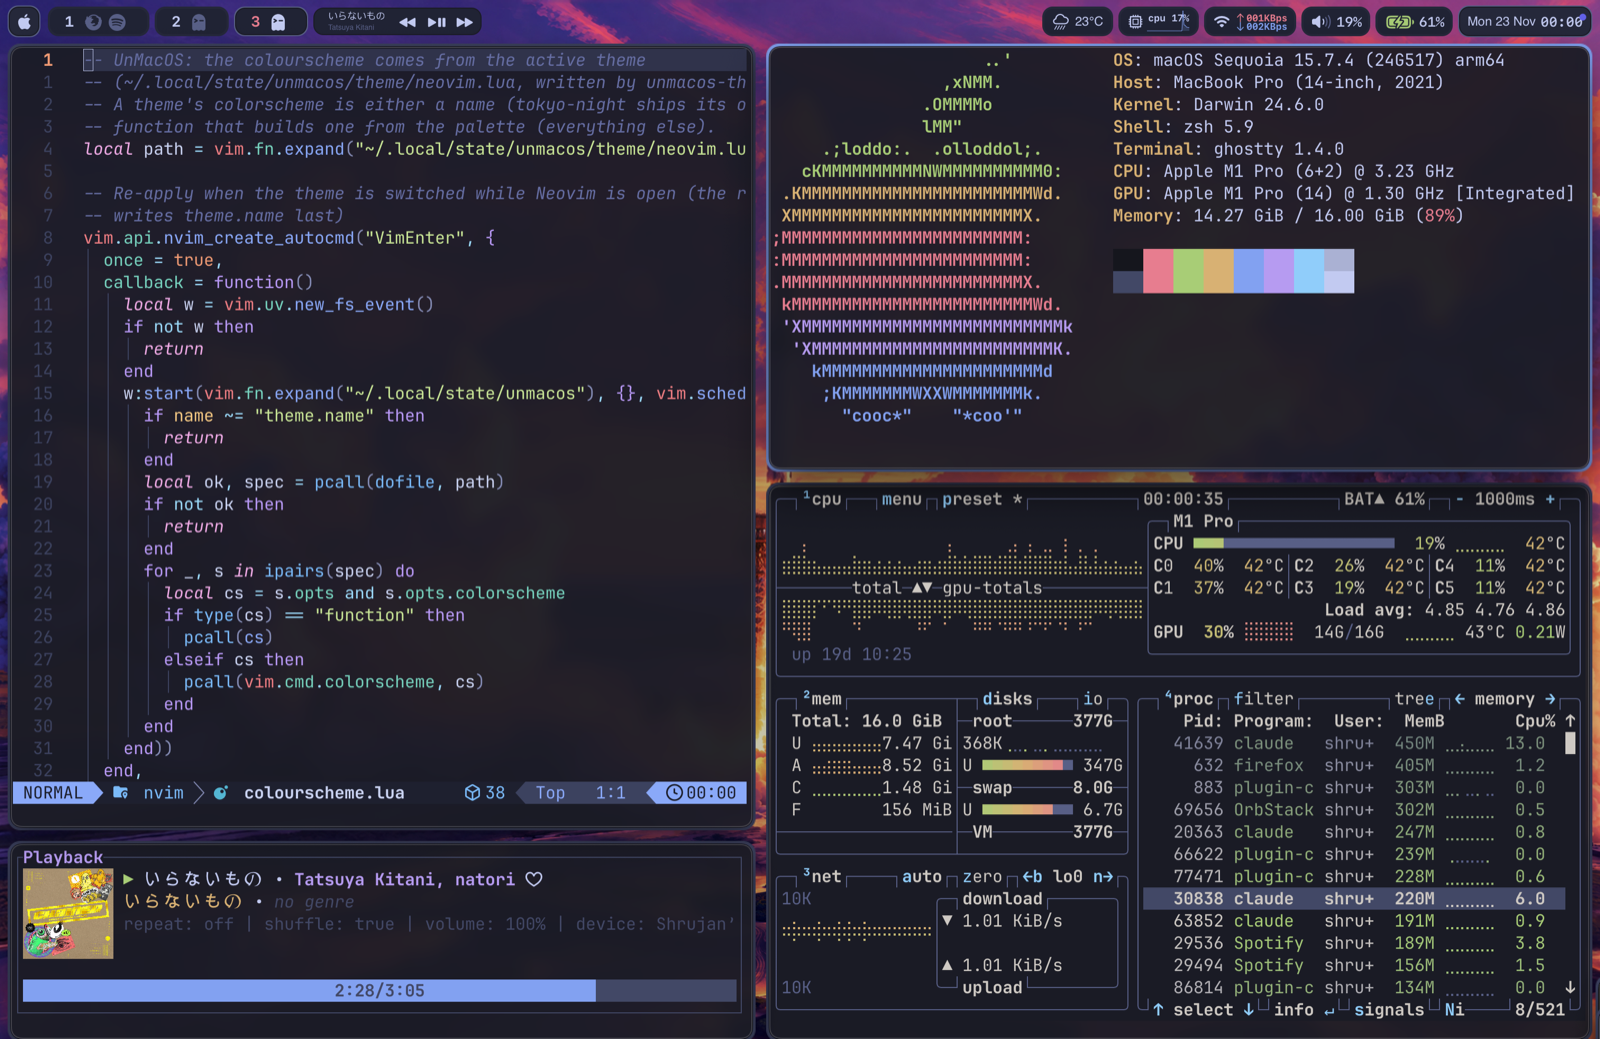 1
2
3
いらないもの
Tatsuya Kitani
23°C
cpu 17%
001KBps
002KBps
19%
61%
Mon 23 Nov 00:00
1 -- UnMacOS: the colourscheme comes from the active theme
1 -- (~/.local/state/unmacos/theme/neovim.lua, written by unmacos-th
2 -- A theme's colorscheme is either a name (tokyo-night ships its o
3 -- function that builds one from the palette (everything else).
4 local path = vim.fn.expand("~/.local/state/unmacos/theme/neovim.lu
5
6 -- Re-apply when the theme is switched while Neovim is open (the r
7 -- writes theme.name last)
8 vim.api.nvim_create_autocmd("VimEnter", {
9 once = true,
10 callback = function()
11 local w = vim.uv.new_fs_event()
12 if not w then
13 return
14 end
15 w:start(vim.fn.expand("~/.local/state/unmacos"), {}, vim.sched
16 if name ~= "theme.name" then
17 return
18 end
19 local ok, spec = pcall(dofile, path)
20 if not ok then
21 return
22 end
23 for _, s in ipairs(spec) do
24 local cs = s.opts and s.opts.colorscheme
25 if type(cs) == "function" then
26 pcall(cs)
27 elseif cs then
28 pcall(vim.cmd.colorscheme, cs)
29 end
30 end
31 end))
32 end,
NORMAL nvim colourscheme.lua 38 Top 1:1 00:00
Playback
▶ いらないもの • Tatsuya Kitani, natori ♡
いらないもの • no genre
repeat: off | shuffle: true | volume: 100% | device: Shrujan'
2:28/3:05
..'
,xNMM.
.OMMMMo
lMM"
.;loddo:. .olloddol;.
cKMMMMMMMMMMNWMMMMMMMMMM0:
.KMMMMMMMMMMMMMMMMMMMMMMMWd.
XMMMMMMMMMMMMMMMMMMMMMMMX.
;MMMMMMMMMMMMMMMMMMMMMMMM:
:MMMMMMMMMMMMMMMMMMMMMMMM:
.MMMMMMMMMMMMMMMMMMMMMMMMX.
kMMMMMMMMMMMMMMMMMMMMMMMMWd.
'XMMMMMMMMMMMMMMMMMMMMMMMMMMk
'XMMMMMMMMMMMMMMMMMMMMMMMMK.
kMMMMMMMMMMMMMMMMMMMMMMd
;KMMMMMMMWXXWMMMMMMMk.
"cooc*" "*coo'"
OS: macOS Sequoia 15.7.4 (24G517) arm64
Host: MacBook Pro (14-inch, 2021)
Kernel: Darwin 24.6.0
Shell: zsh 5.9
Terminal: ghostty 1.4.0
CPU: Apple M1 Pro (6+2) @ 3.23 GHz
GPU: Apple M1 Pro (14) @ 1.30 GHz [Integrated]
Memory: 14.27 GiB / 16.00 GiB (89%)
¹cpu menu preset * 00:00:35 BAT▲ 61% - 1000ms +
M1 Pro
CPU 19% 42°C
C0 40% 42°C C2 26% 42°C C4 11% 42°C
C1 37% 42°C C3 19% 42°C C5 11% 42°C
total ▲▼ gpu-totals
Load avg: 4.85 4.76 4.86
GPU 30% 14G/16G 43°C 0.21W
up 19d 10:25
²mem disks io
Total: 16.0 GiB root 377G
U 7.47 Gi 368K
A 8.52 Gi U 347G
C 1.48 Gi swap 8.0G
F 156 MiB U 6.7G
VM 377G
³net auto zero ←b lo0 n→
10K download
▼ 1.01 KiB/s
▲ 1.01 KiB/s
10K upload
⁴proc filter tree ← memory →
Pid: Program: User: MemB Cpu% ↑
41639 claude shru+ 450M 13.0
632 firefox shru+ 405M 1.2
883 plugin-c shru+ 303M 0.0
69656 OrbStack shru+ 302M 0.5
20363 claude shru+ 247M 0.8
66622 plugin-c shru+ 239M 0.0
77471 plugin-c shru+ 228M 0.6
30838 claude shru+ 220M 6.0
63852 claude shru+ 191M 0.9
29536 Spotify shru+ 189M 3.8
29494 Spotify shru+ 156M 1.5
86814 plugin-c shru+ 134M 0.0 ↓
↑ select ↓ info ↵ signals Ni 8/521